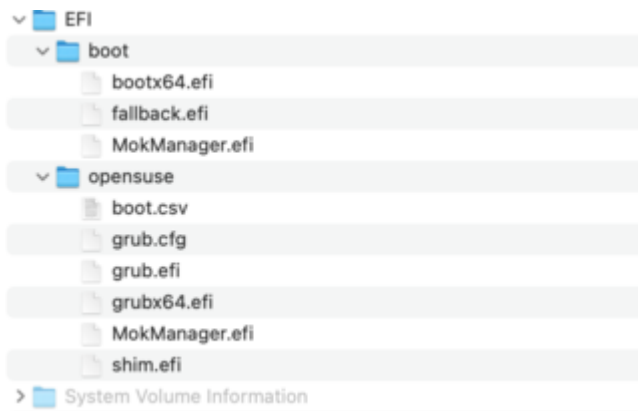 EFI
boot
bootx64.efi
fallback.efi
MokManager.efi
opensuse
boot.csv
grub.cfg
grub.efi
grubx64.efi
MokManager.efi
shim.efi
System Volume Information